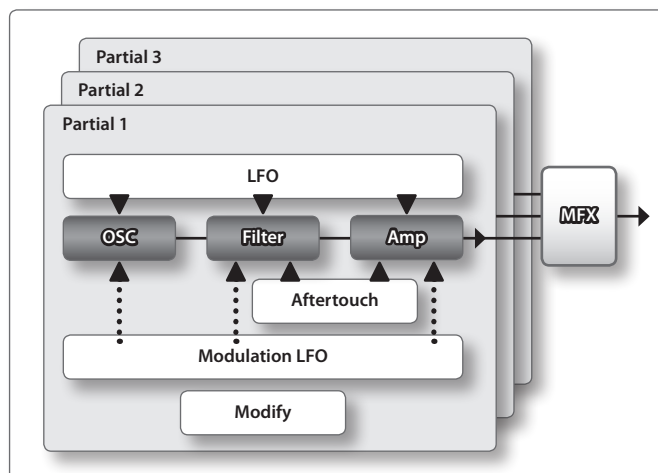 Partial 3
Partial 2
Partial 1
LFO
OSC
Filter
Amp
MFX
Aftertouch
Modulation LFO
Modify